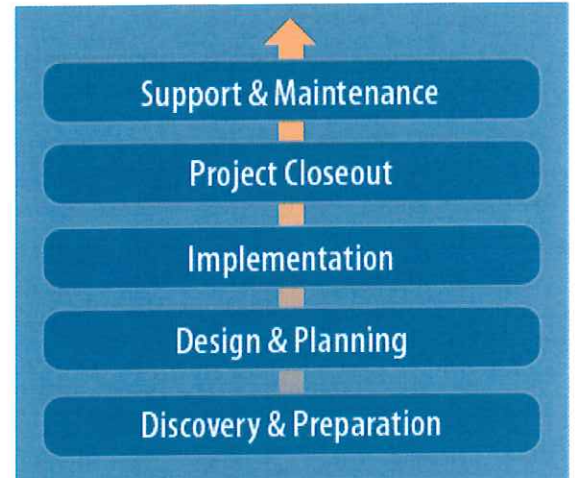 Support & Maintenance
Project Closeout
Implementation
Design & Planning
Discovery & Preparation